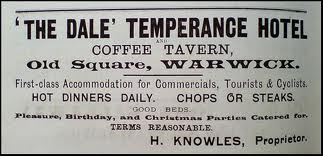 'THE DALE' TEMPERANCE HOTEL
AND
COFFEE TAVERN,
Old Square, WARWICK.
First-class Accommodation for Commercials, Tourists & Cyclists.
HOT DINNERS DAILY. CHOPS OR STEAKS.
GOOD BEDS.
Pleasure, Birthday, and Christmas Parties Catered for.
TERMS REASONABLE.
H. KNOWLES, Proprietor.